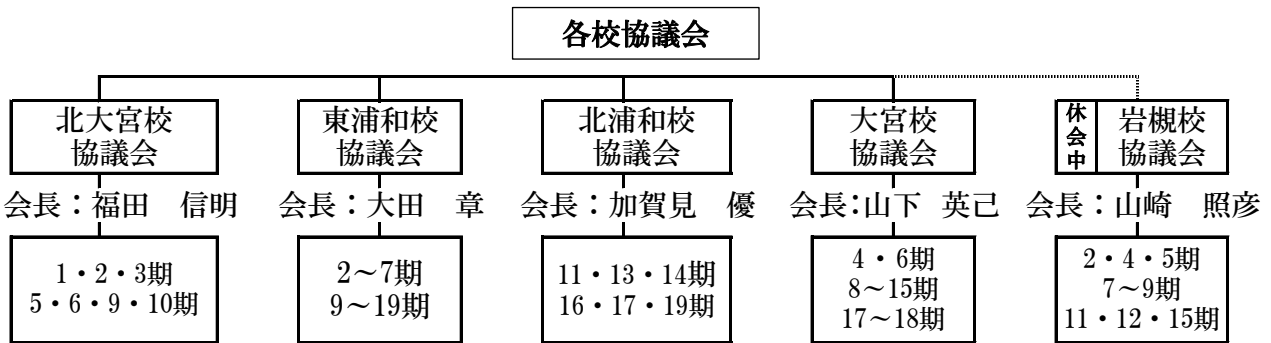 各校協議会
北大宮校
協議会
会長：福田　信明
1・2・3期
5・6・9・10期
東浦和校
協議会
会長：大田　章
2～7期
9～19期
北浦和校
協議会
会長：加賀見　優
11・13・14期
16・17・19期
大宮校
協議会
会長：山下　英己
4・6期
8～15期
17～18期
休会中
岩槻校
協議会
会長：山崎　照彦
2・4・5期
7～9期
11・12・15期